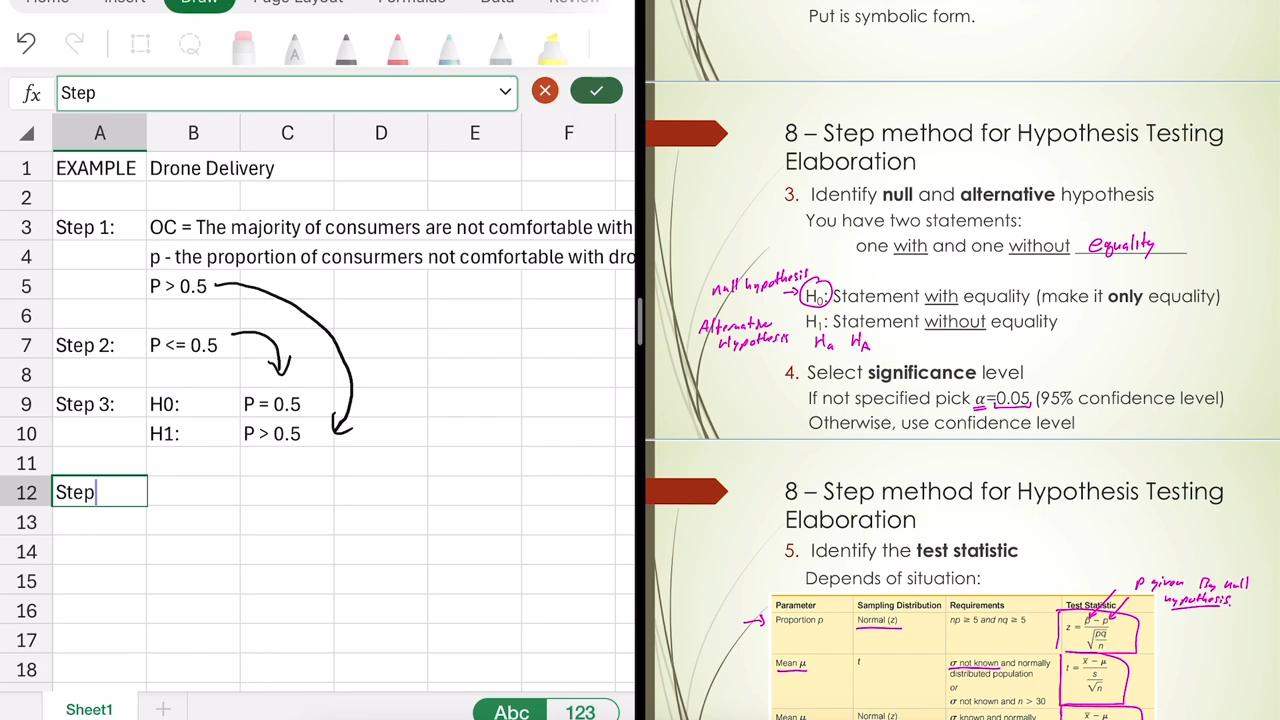 Home Insert Draw Page Layout Formulas Data Review
A
fx Step
A B C D E F
1 EXAMPLE Drone Delivery
2
3 Step 1: OC = The majority of consumers are not comfortable with
4 p - the proportion of consurmers not comfortable with dro
5 P > 0.5
6
7 Step 2: P <= 0.5
8
9 Step 3: H0: P = 0.5
10 H1: P > 0.5
11
12 Step
13
14
15
16
17
18
Sheet1 +
Abc 123
Put is symbolic form.
8 – Step method for Hypothesis Testing
Elaboration
3. Identify null and alternative hypothesis
You have two statements:
one with and one without equality
null hypothesis
H0: Statement with equality (make it only equality)
Alternative
Hypothesis
H1: Statement without equality
Ha HA
4. Select significance level
If not specified pick α=0.05 (95% confidence level)
Otherwise, use confidence level
8 – Step method for Hypothesis Testing
Elaboration
5. Identify the test statistic
Depends of situation:
P given By null
hypothesis.
Parameter Sampling Distribution Requirements Test Statistic
Proportion p Normal (z) np ≥ 5 and nq ≥ 5 z = p̂ − p / √(pq/n)
Mean μ t σ not known and normally
distributed population
or
σ not known and n > 30
t = x̄ − μ / (s/√n)
Mean μ Normal (z) σ known and normally x̄ − μ